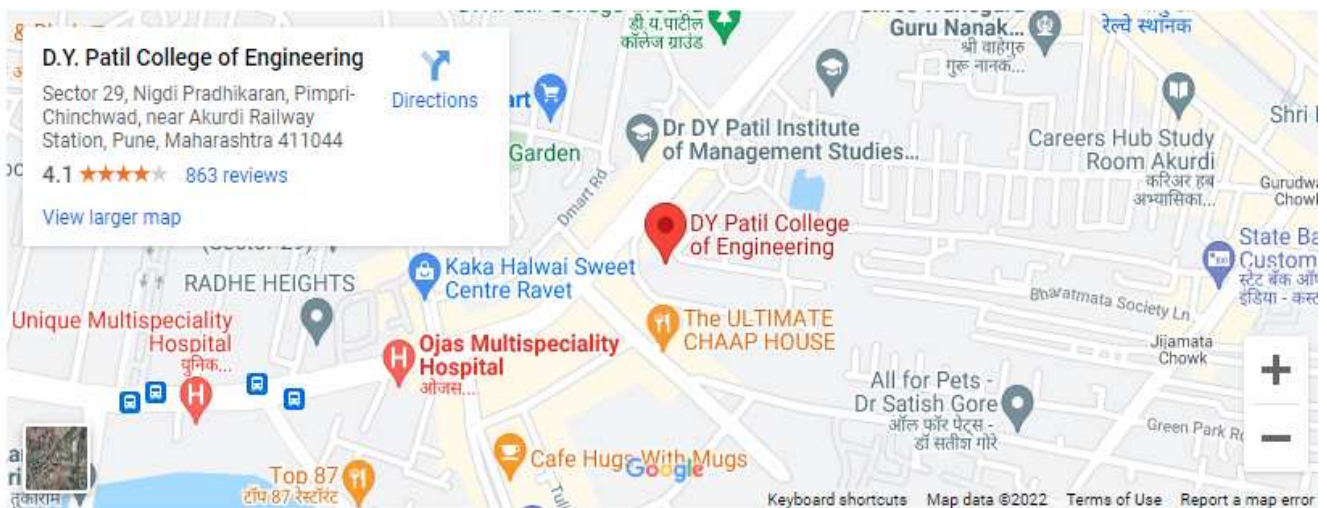 D.Y. Patil College of Engineering
Sector 29, Nigdi Pradhikaran, Pimpri-
Chinchwad, near Akurdi Railway
Station, Pune, Maharashtra 411044
4.1
863 reviews
View larger map
Directions
डी.य.पाटील
कॉलेज ग्राउंड
Guru Nanak...
श्री वाहेगुरु
गुरू नानक...
रेल्वे स्थानक
Garden
Dmart Rd
Dr DY Patil Institute
of Management Studies...
Careers Hub Study
Room Akurdi
करिअर हब
अभ्यासिका...
Shri
DY Patil College
of Engineering
Kaka Halwai Sweet
Centre Ravet
RADHE HEIGHTS
Unique Multispeciality
Hospital
युनिक...
Ojas Multispeciality
Hospital
ओजस...
The ULTIMATE
CHAAP HOUSE
State Ba
Custom
स्टेट बँक ऑफ
इंडिया - कस्ट
Bharatmata Society Ln
Jijamata
Chowk
All for Pets -
Dr Satish Gore
ऑल फॉर पेट्स -
डॉ सतीश गोरे
Green Park
Top 87
टॉप 87 रेस्टॉरंट
Cafe Hugs With Mugs
Google
तुकाराम
+
−
Keyboard shortcuts Map data ©2022 Terms of Use Report a map error